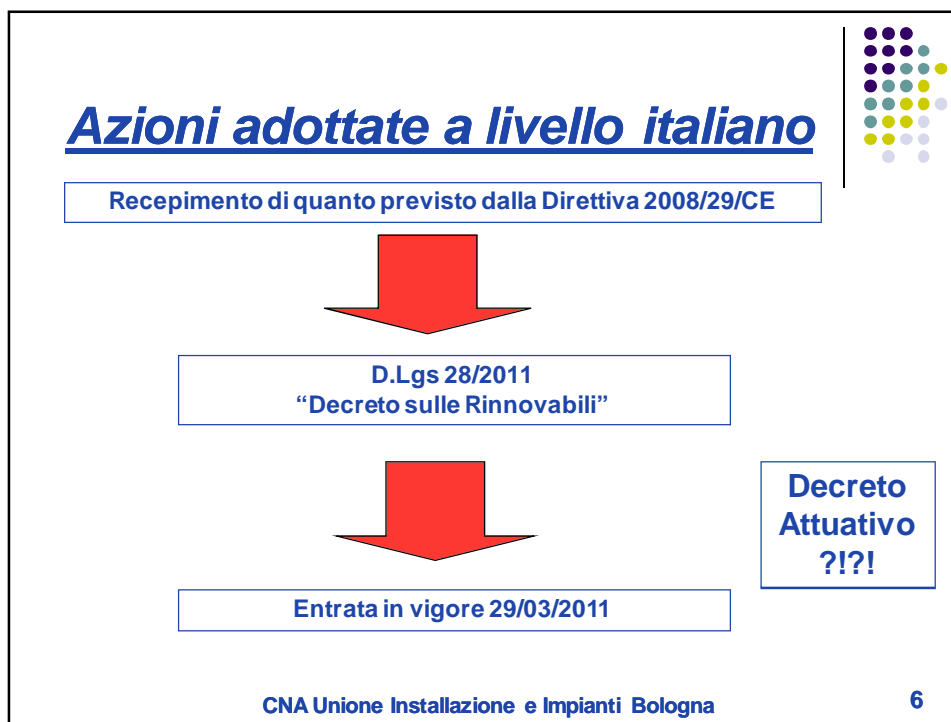 Azioni adottate a livello italiano
Recepimento di quanto previsto dalla Direttiva 2008/29/CE
D.Lgs 28/2011
“Decreto sulle Rinnovabili”
Decreto
Attuativo
?!?!
Entrata in vigore 29/03/2011
CNA Unione Installazione e Impianti Bologna
6